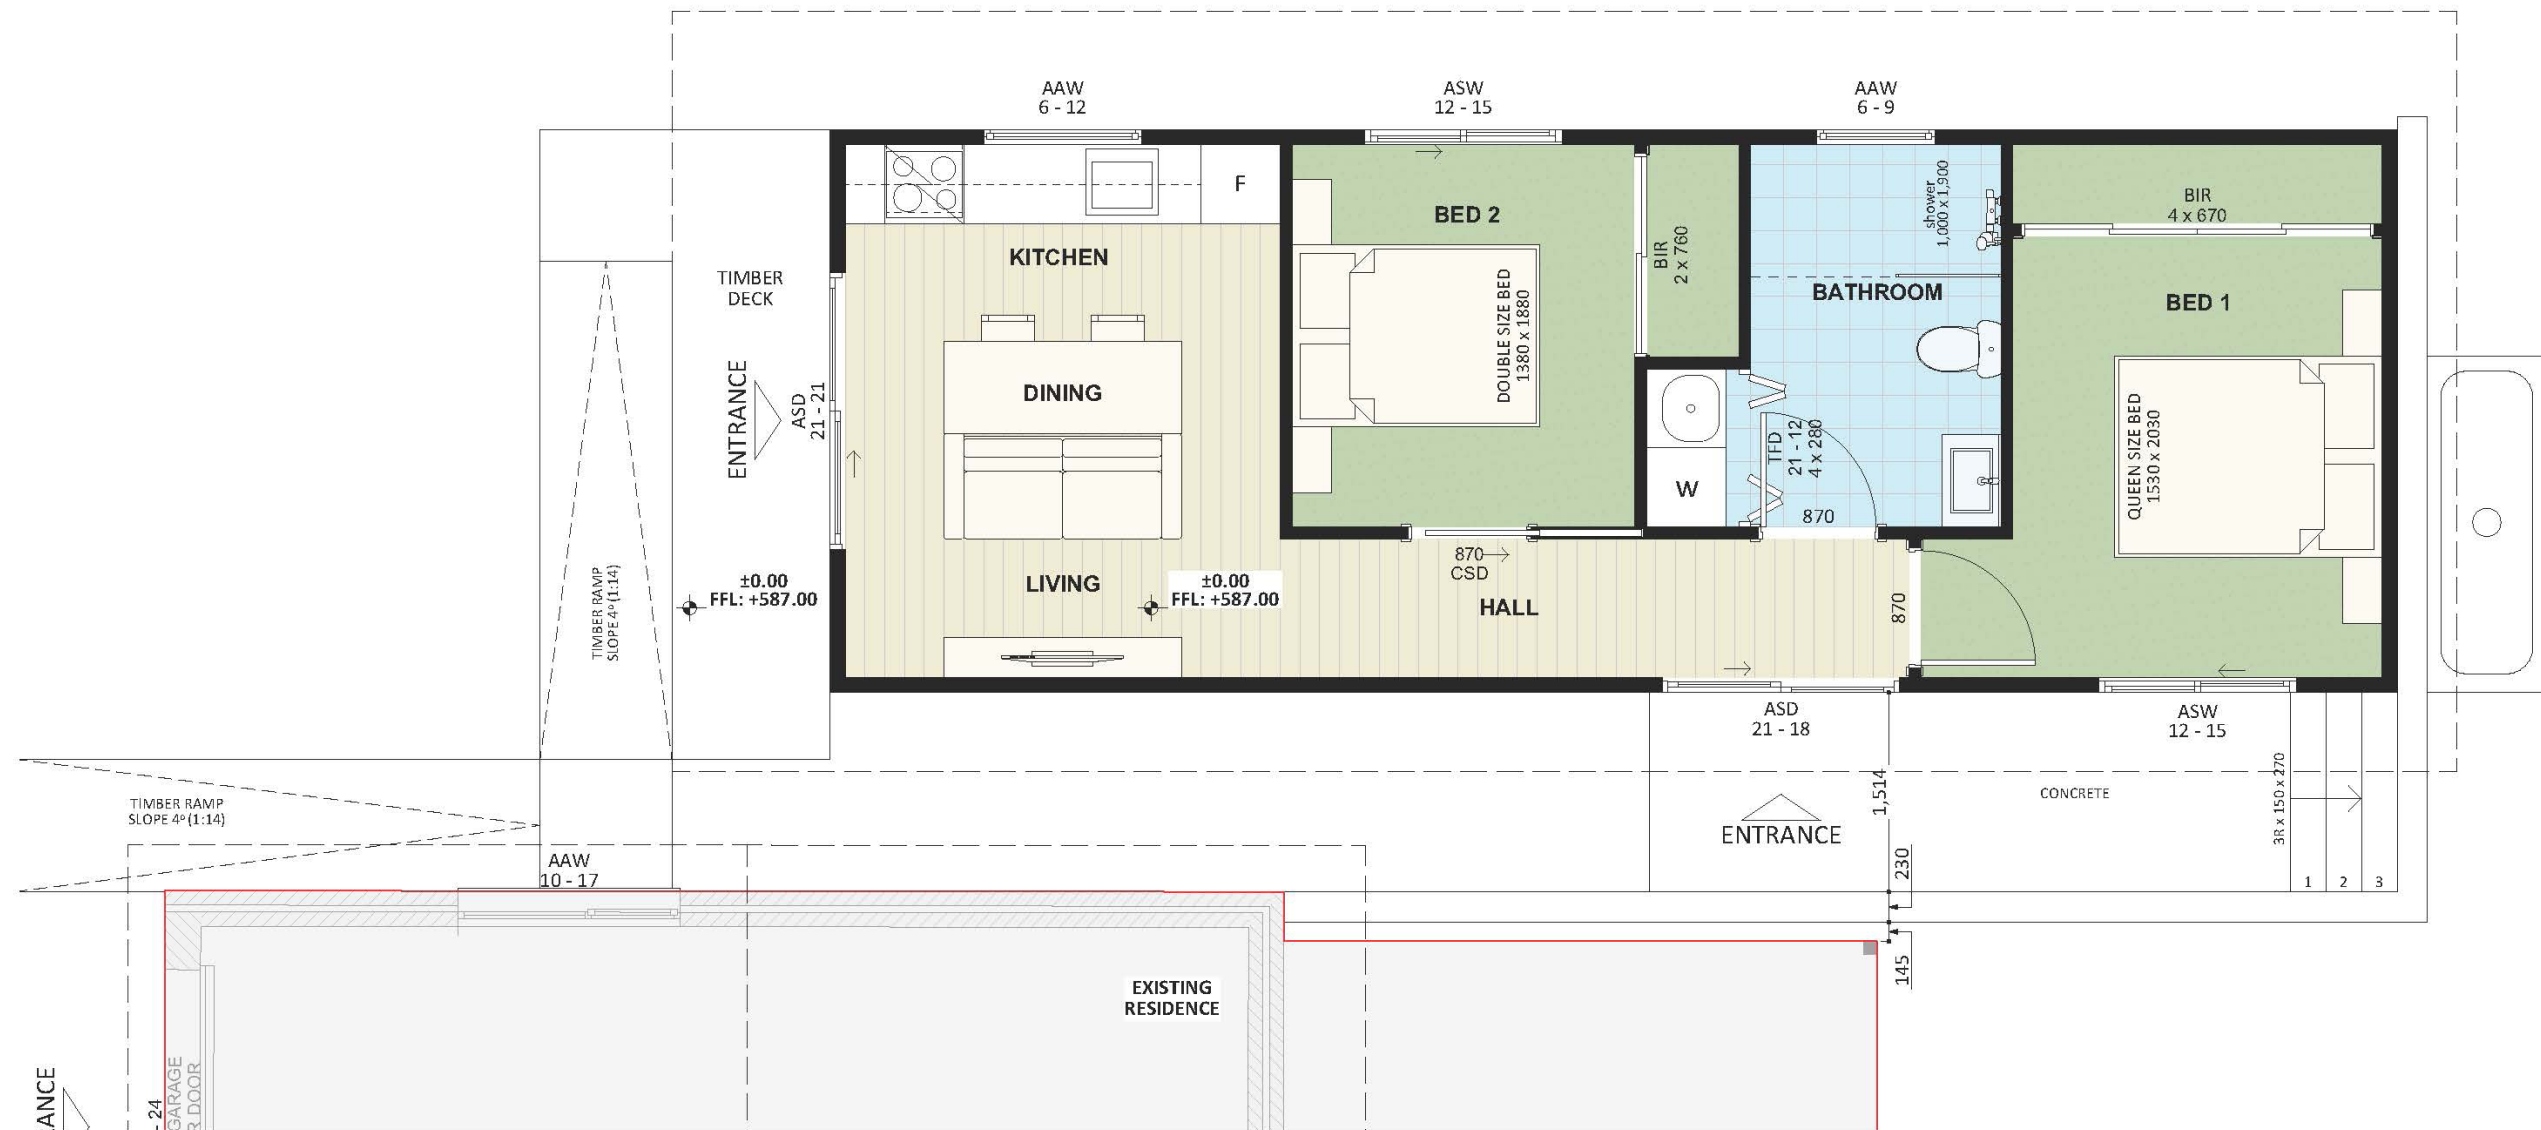 AAW
6 - 12
ASW
12 - 15
AAW
6 - 9
F
BED 2
shower
1,000 x 1,900
BIR
4 x 670
KITCHEN
BIR
2 x 760
TIMBER
DECK
BATHROOM
BED 1
DOUBLE SIZE BED
1380 x 1880
ENTRANCE
ASD
21 - 21
DINING
TFD
21 - 12
4 x 280
QUEEN SIZE BED
1530 x 2030
W
870
870
CSD
TIMBER RAMP
SLOPE 4º (1:14)
±0.00
FFL: +587.00
LIVING
±0.00
FFL: +587.00
HALL
870
ASD
21 - 18
ASW
12 - 15
TIMBER RAMP
SLOPE 4º (1:14)
1,514
CONCRETE
3R x 150 x 270
ENTRANCE
AAW
10 - 17
230
1
2
3
145
EXISTING
RESIDENCE
ANCE
- 24
GARAGE
R DOOR